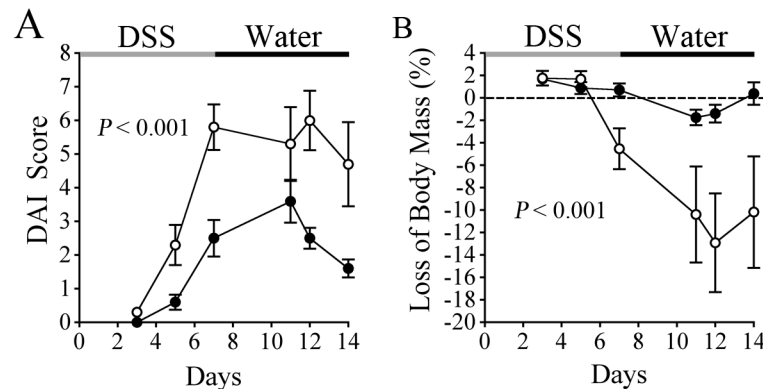 A
DSS Water
8
7
6
5
4
3
2
1
0
DAI Score
P < 0.001
0 2 4 6 8 10 12 14
Days
B
DSS Water
4
2
0
-2
-4
-6
-8
-10
-12
-14
-16
-18
-20
Loss of Body Mass (%)
P < 0.001
0 2 4 6 8 10 12 14
Days